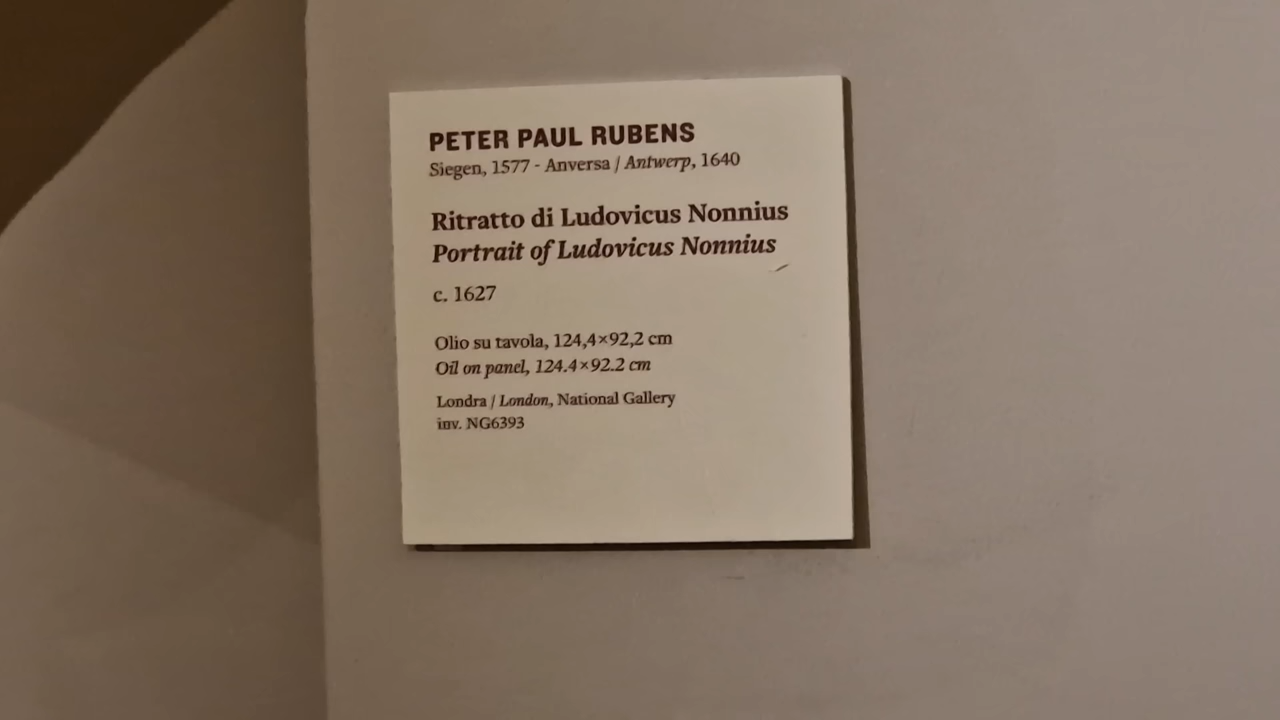 PETER PAUL RUBENS
Siegen, 1577 - Anversa / Antwerp, 1640
Ritratto di Ludovicus Nonnius
Portrait of Ludovicus Nonnius
c. 1627
Olio su tavola, 124,4×92,2 cm
Oil on panel, 124.4×92.2 cm
Londra / London, National Gallery
inv. NG6393